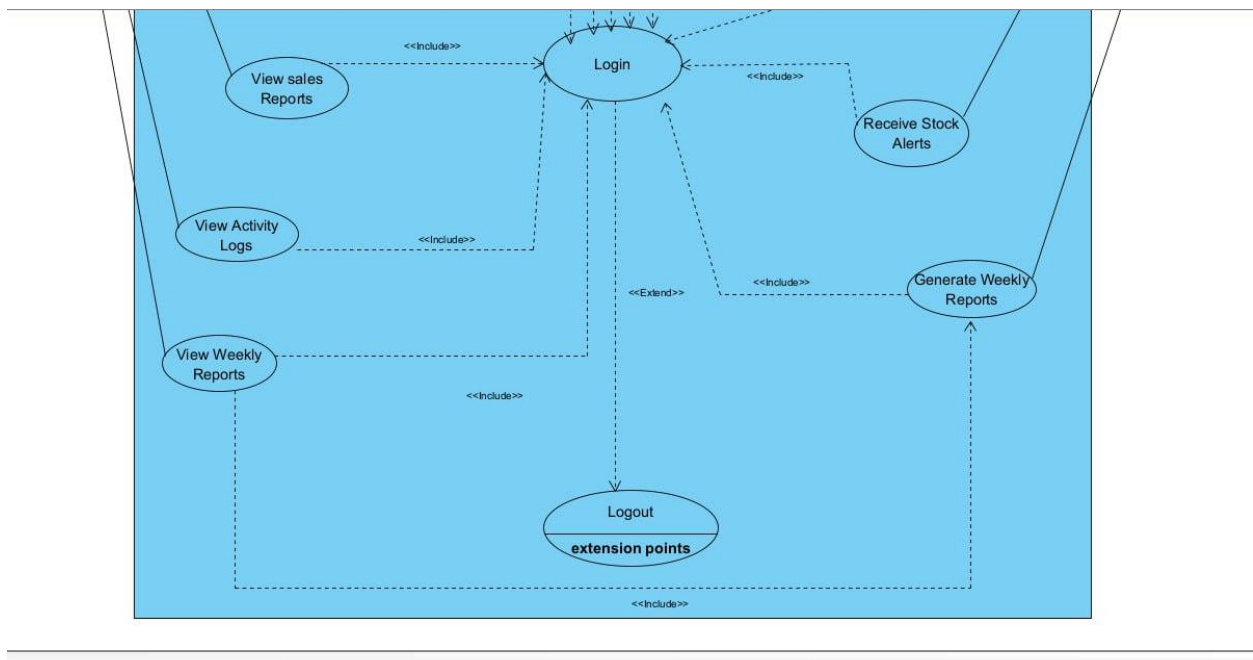 <<Include>>
Login
View sales
Reports
<<Include>>
Receive Stock
Alerts
View Activity
Logs
<<Include>>
<<Extend>>
<<Include>>
Generate Weekly
Reports
View Weekly
Reports
<<Include>>
Logout
extension points
<<Include>>